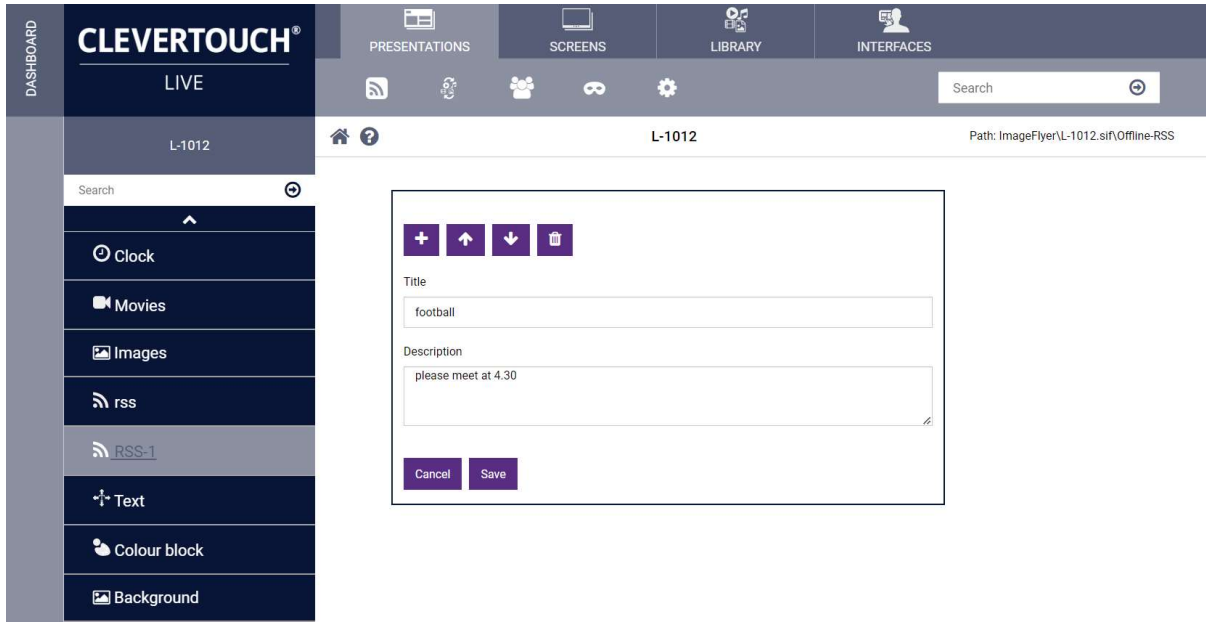 DASHBOARD
CLEVERTOUCH®
LIVE
PRESENTATIONS
SCREENS
LIBRARY
INTERFACES
Search
L-1012
L-1012
Path: ImageFlyer\L-1012.sif\Offline-RSS
Search
Clock
Movies
Images
rss
RSS-1
Text
Colour block
Background
Title
football
Description
please meet at 4.30
Cancel
Save